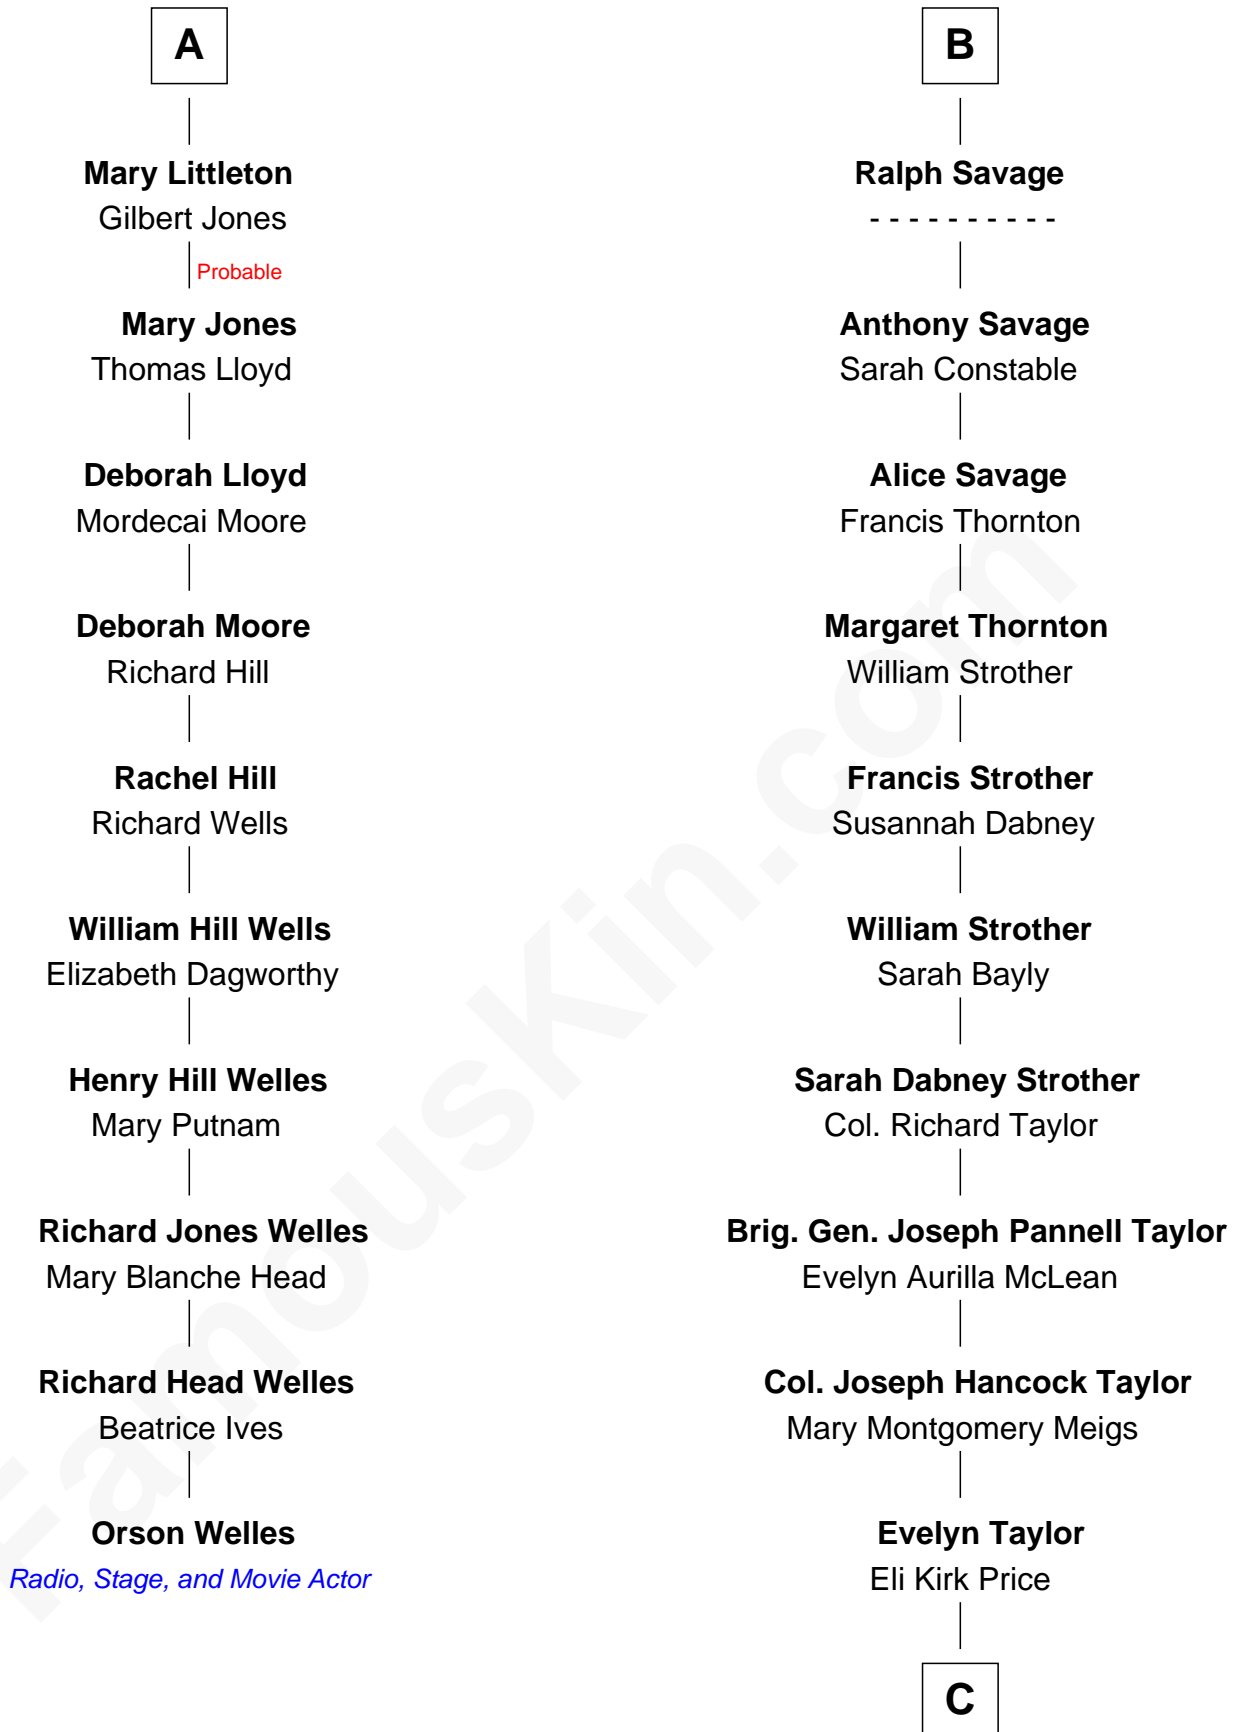 A
Mary Littleton
Gilbert Jones
Probable
Mary Jones
Thomas Lloyd
Deborah Lloyd
Mordecai Moore
Deborah Moore
Richard Hill
Rachel Hill
Richard Wells
William Hill Wells
Elizabeth Dagworthy
Henry Hill Welles
Mary Putnam
Richard Jones Welles
Mary Blanche Head
Richard Head Welles
Beatrice Ives
Orson Welles
Radio, Stage, and Movie Actor
B
Ralph Savage
- - - - - - - - - -
Anthony Savage
Sarah Constable
Alice Savage
Francis Thornton
Margaret Thornton
William Strother
Francis Strother
Susannah Dabney
William Strother
Sarah Bayly
Sarah Dabney Strother
Col. Richard Taylor
Brig. Gen. Joseph Pannell Taylor
Evelyn Aurilla McLean
Col. Joseph Hancock Taylor
Mary Montgomery Meigs
Evelyn Taylor
Eli Kirk Price
C
FamousKin.com